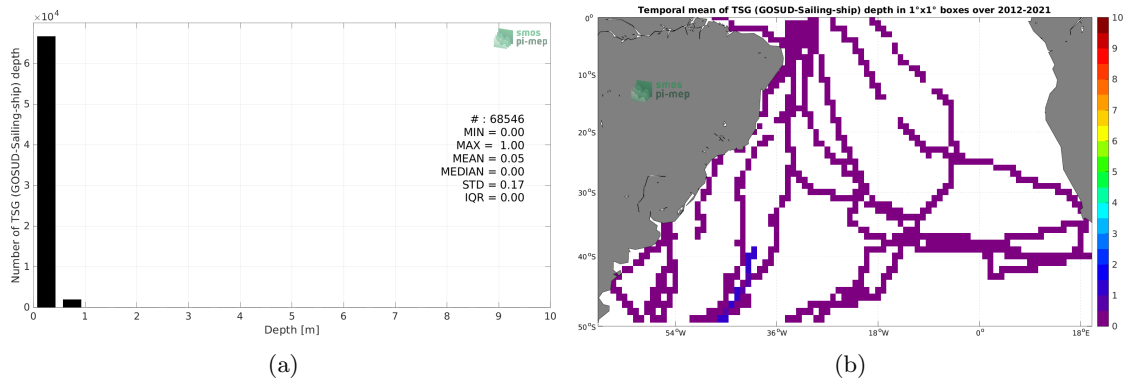 ×10⁴
6
5
4
3
2
1
0
Number of TSG (GOSUD-Sailing-ship) depth
smos
pi-mep
# : 68546
MIN = 0.00
MAX = 1.00
MEAN = 0.05
MEDIAN = 0.00
STD = 0.17
IQR = 0.00
0 1 2 3 4 5 6 7 8 9 10
Depth [m]
(a)
Temporal mean of TSG (GOSUD-Sailing-ship) depth in 1°x1° boxes over 2012-2021
0°
10°S
20°S
30°S
40°S
50°S
smos
pi-mep
54°W 36°W 18°W 0° 18°E
10
9
8
7
6
5
4
3
2
1
0
(b)